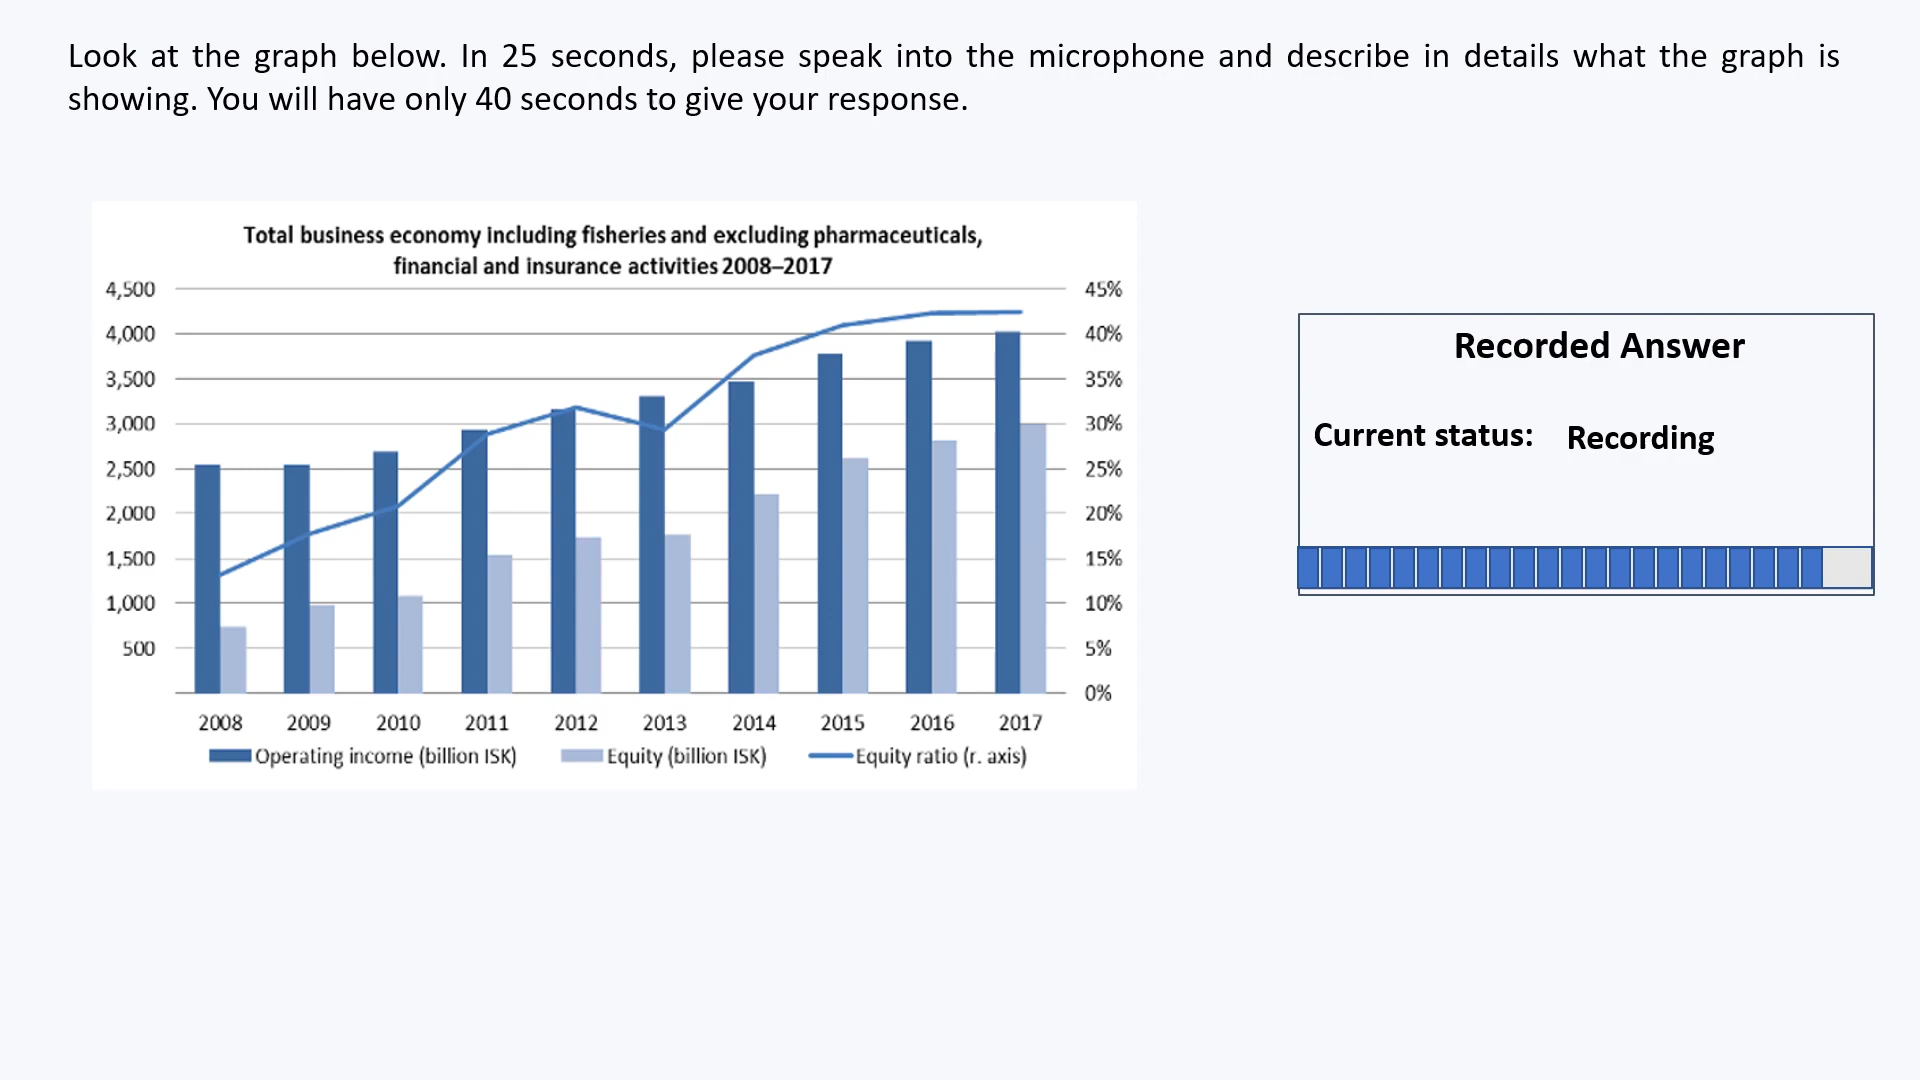 Look at the graph below. In 25 seconds, please speak into the microphone and describe in details what the graph is
showing. You will have only 40 seconds to give your response.
Total business economy including fisheries and excluding pharmaceuticals,
financial and insurance activities 2008–2017
4,500 45%
4,000 40%
3,500 35%
3,000 30%
2,500 25%
2,000 20%
1,500 15%
1,000 10%
500 5%
0%
2008 2009 2010 2011 2012 2013 2014 2015 2016 2017
Operating income (billion ISK) Equity (billion ISK) Equity ratio (r. axis)
Recorded Answer
Current status: Recording